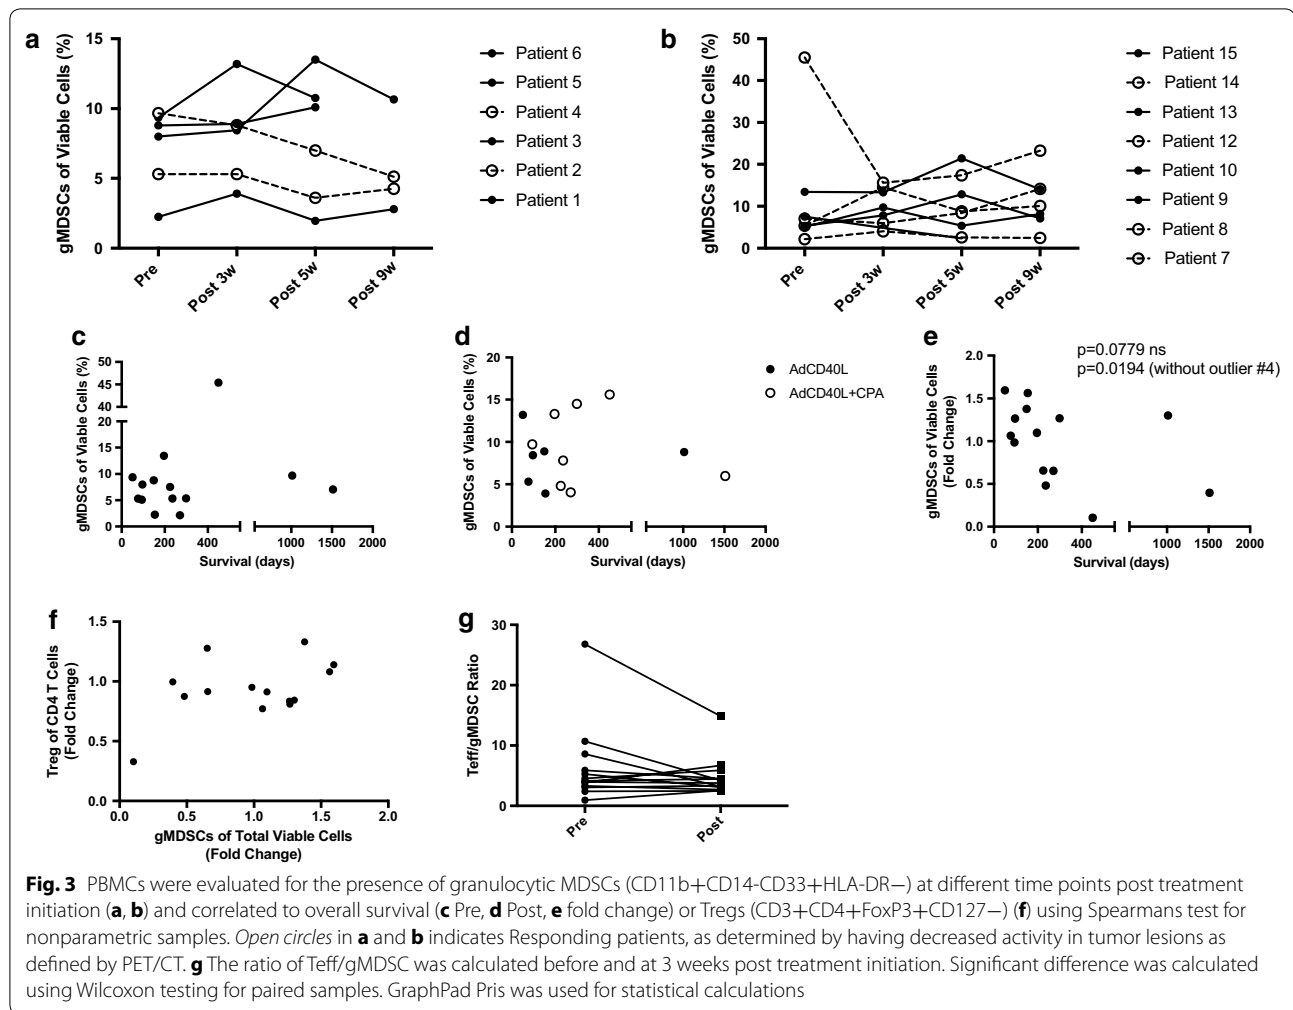 a
gMDSCs of Viable Cells (%)
15
10
5
0
Pre
Post 3w
Post 5w
Post 9w
Patient 6
Patient 5
Patient 4
Patient 3
Patient 2
Patient 1
b
gMDSCs of Viable Cells (%)
50
40
30
20
10
0
Pre
Post 3w
Post 5w
Post 9w
Patient 15
Patient 14
Patient 13
Patient 12
Patient 10
Patient 9
Patient 8
Patient 7
c
gMDSCs of Viable Cells (%)
50
45
40
20
15
10
5
0
0 200 400 1000 1500 2000
Survival (days)
d
gMDSCs of Viable Cells (%)
20
15
10
5
0
0 200 400 1000 1500 2000
Survival (days)
AdCD40L
AdCD40L+CPA
e
p=0.0779 ns
p=0.0194 (without outlier #4)
gMDSCs of Viable Cells
(Fold Change)
2.0
1.5
1.0
0.5
0.0
0 200 400 1000 1500 2000
Survival (days)
f
Treg of CD4 T Cells
(Fold Change)
1.5
1.0
0.5
0.0
0.0 0.5 1.0 1.5 2.0
gMDSCs of Total Viable Cells
(Fold Change)
g
Teff/gMDSC Ratio
30
20
10
0
Pre
Post
Fig. 3 PBMCs were evaluated for the presence of granulocytic MDSCs (CD11b+CD14-CD33+HLA-DR−) at different time points post treatment
initiation (a, b) and correlated to overall survival (c Pre, d Post, e fold change) or Tregs (CD3+CD4+FoxP3+CD127−) (f) using Spearmans test for
nonparametric samples. Open circles in a and b indicates Responding patients, as determined by having decreased activity in tumor lesions as
defined by PET/CT. g The ratio of Teff/gMDSC was calculated before and at 3 weeks post treatment initiation. Significant difference was calculated
using Wilcoxon testing for paired samples. GraphPad Pris was used for statistical calculations